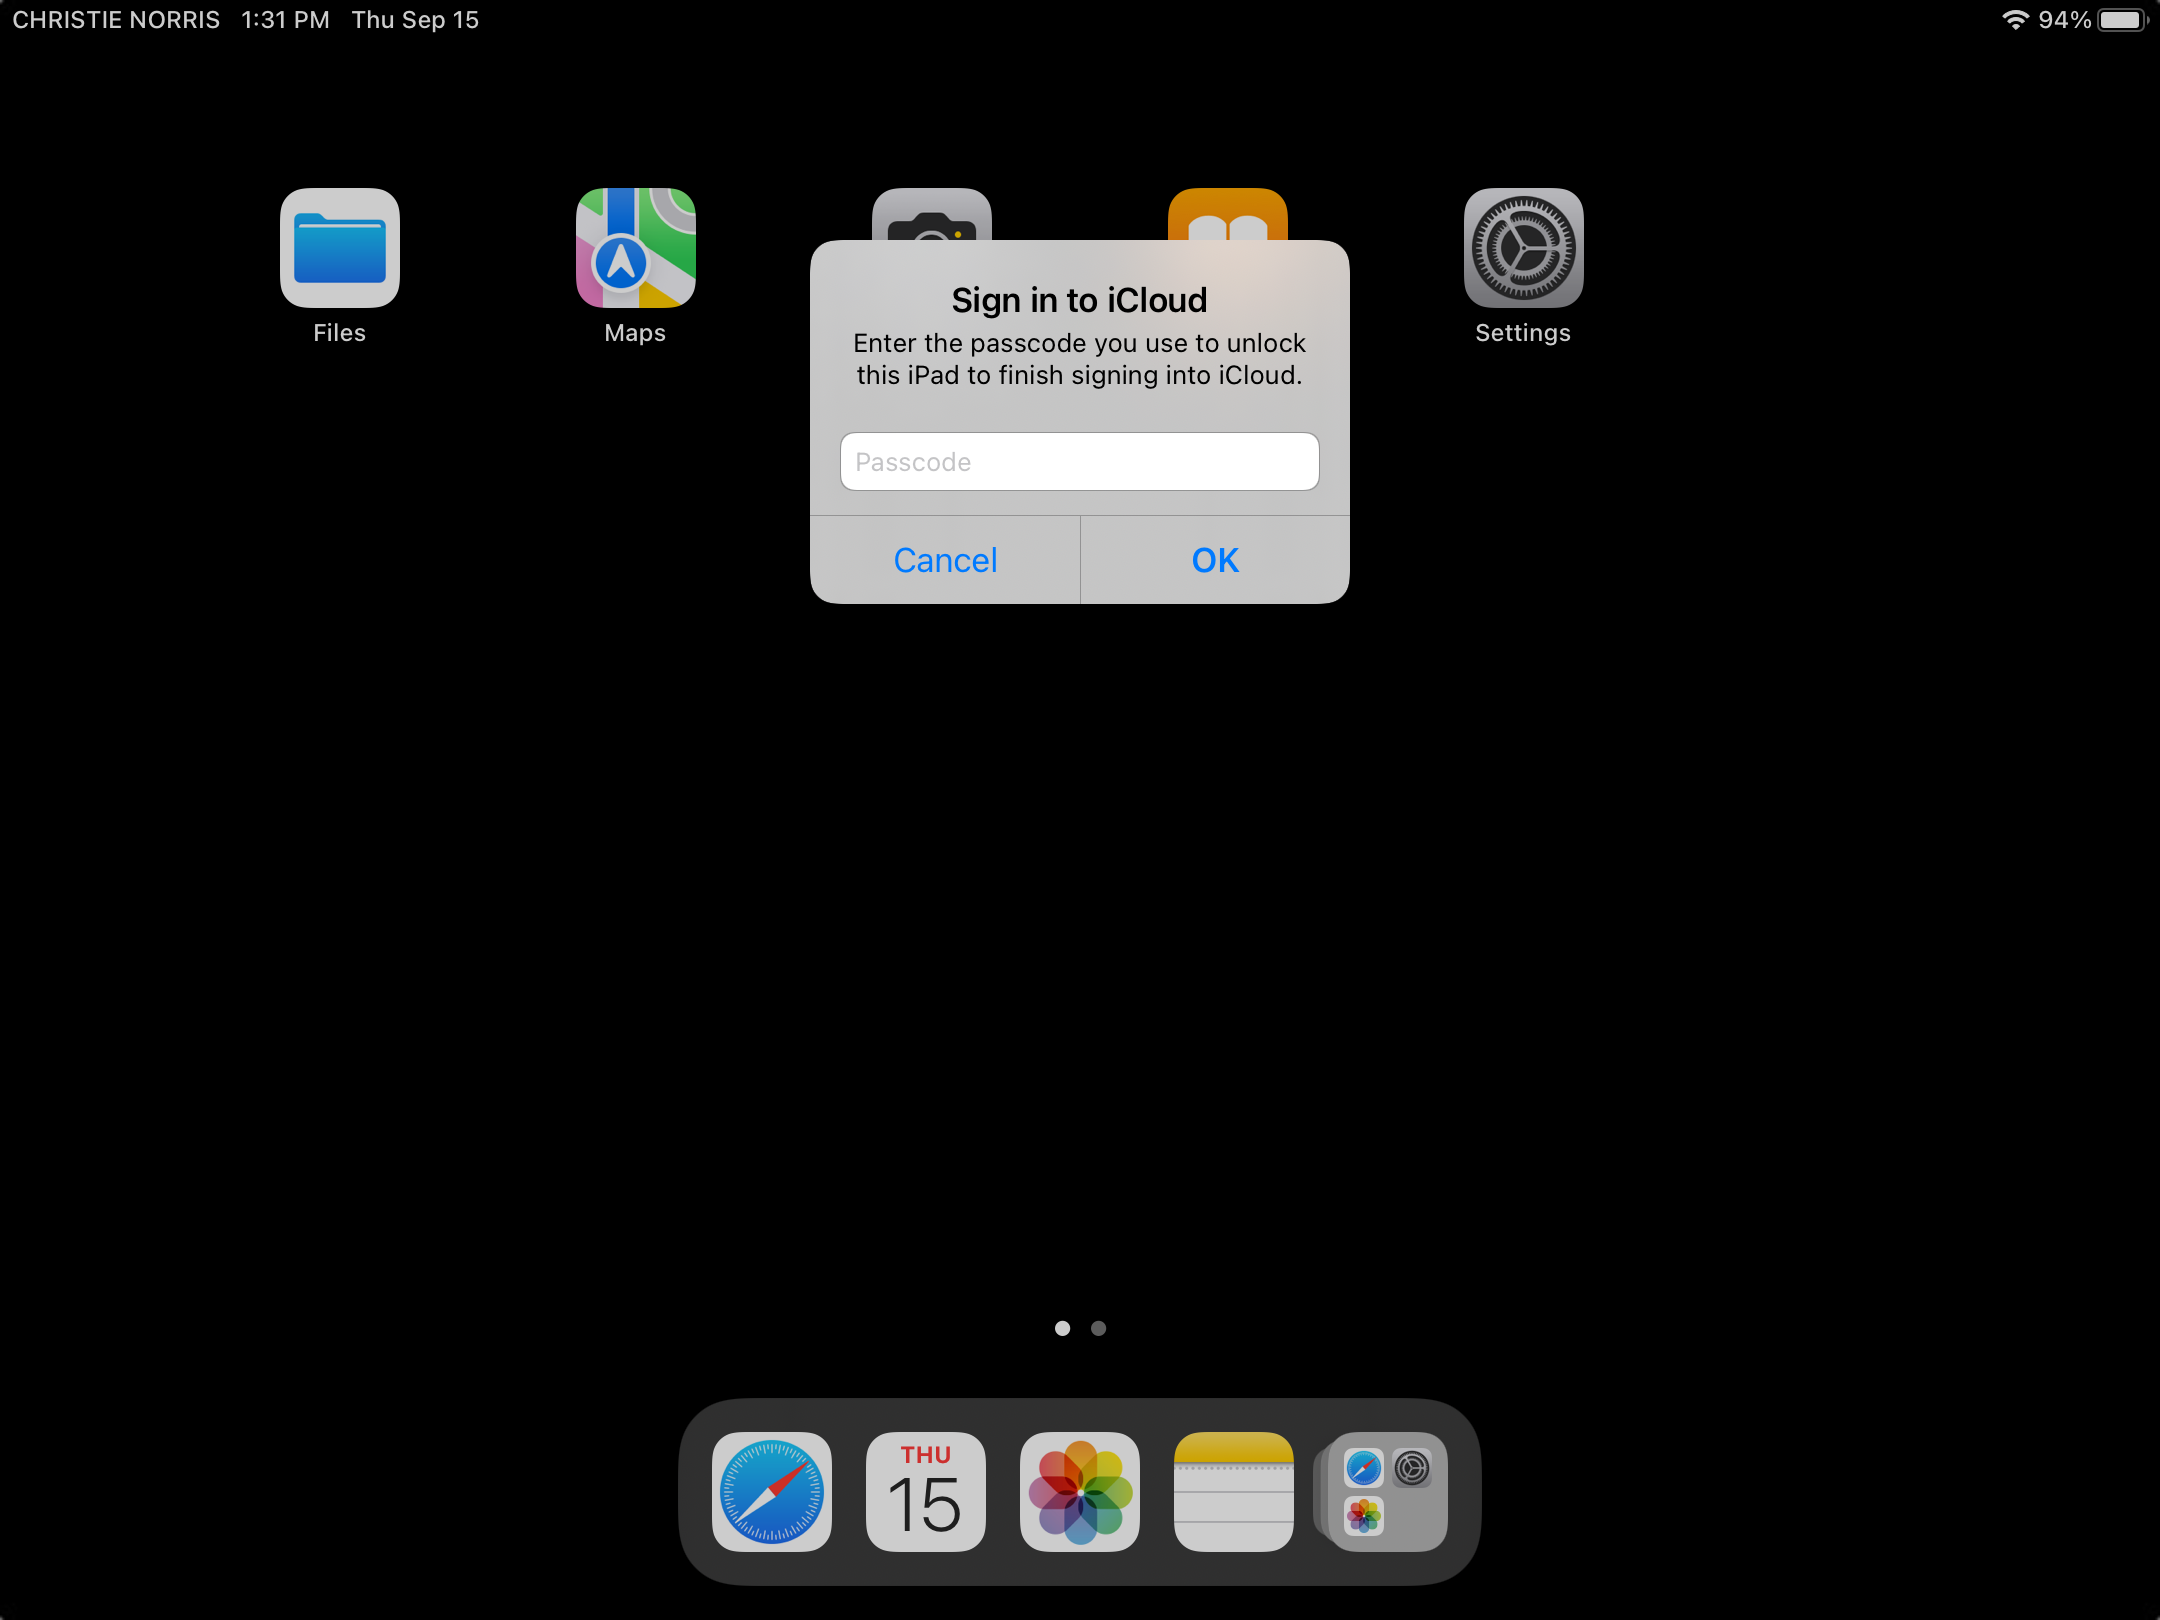 CHRISTIE NORRIS 1:31 PM Thu Sep 15 94%
Files
Maps
Settings
Sign in to iCloud
Enter the passcode you use to unlock
this iPad to finish signing into iCloud.
Passcode
Cancel
OK
THU
15